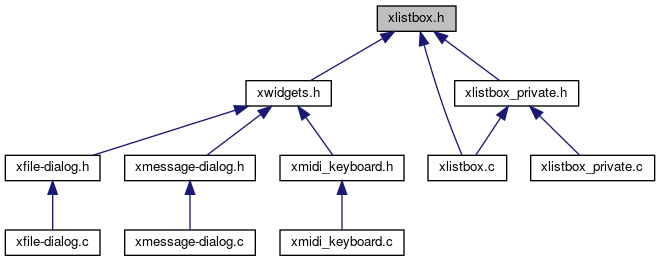 xlistbox.h
xwidgets.h
xlistbox_private.h
xfile-dialog.h
xmessage-dialog.h
xmidi_keyboard.h
xlistbox.c
xlistbox_private.c
xfile-dialog.c
xmessage-dialog.c
xmidi_keyboard.c